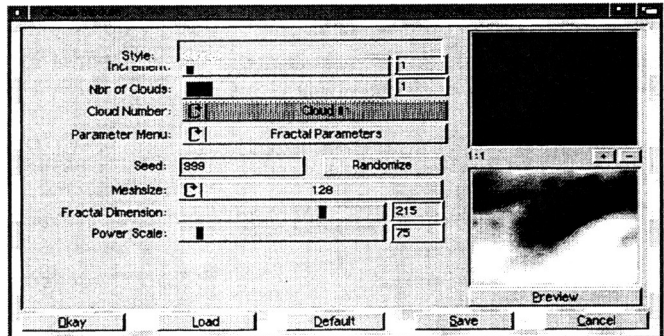 Style:
Increment: 1
Nbr of Clouds: 1
Cloud Number: Cloud 1
Parameter Menu: Fractal Parameters
Seed: 999 Randomize
1:1 + -
Meshsize: 128
Fractal Dimension: 215
Power Scale: 75
Preview
Okay Load Default Save Cancel